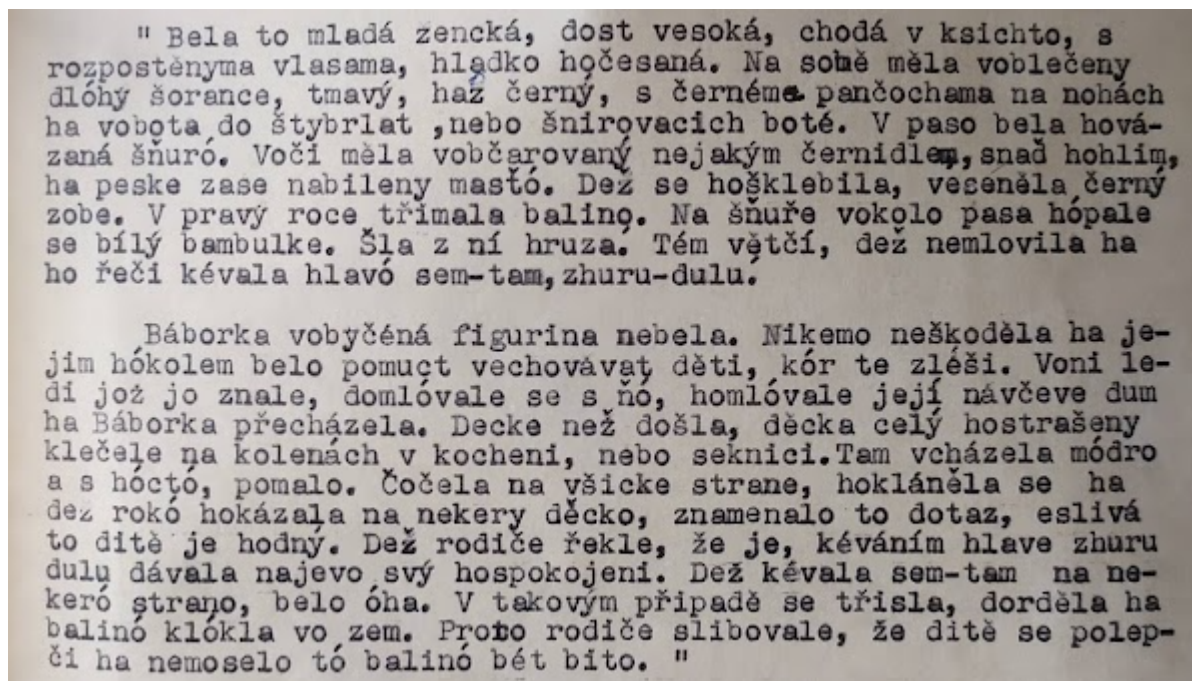 " Bela to mladá zencká, dost vesoká, chodá v ksichto, s
rozpostěnyma vlasama, hladko hočesaná. Na sobě měla voblečeny
dlóhý šorance, tmavý, haž černý, s černéma pančochama na nohách
ha vobota do štybrlat ,nebo šnirovacich boté. V paso bela hová-
zaná šňuró. Voči měla vobčarovaný nejakým černidlem,snad hohlim,
ha peske zase nabileny mastó. Dež se hošklebila, veceněla černý
zobe. V pravý roce třimala balino. Na šňuře vokolo pasa hópale
se bílý bambulke. Šla z ní hruza. Tém větčí, dež nemlovila ha
ho řeči kévala hlavó sem-tam,zhuru-dulu.

Báborka vobyčéná figurina nebela. Nikemo neškoděla ha je-
jim hókolem belo pomuct vechovávat děti, kór te zléši. Voni le-
di jož jo znale, domlóvale se s ňó, homlóvale její návčeve dum
ha Báborka přecházela. Decke než došla, děcka celý hostrašeny
klečele na kolenách v kocheni, nebo seknici.Tam vcházela módro
a s hóctó, pomalo. Čočela na všicke strane, hokláněla se ha
dež rokó hokázala na nekery děcko, znamenalo to dotaz, eslivá
to ditě je hodný. Dež rodiče řekle, že je, kéváním hlave zhuru
dulu dávala najevo svý hospokojeni. Dež kévala sem-tam na ne-
keró strano, belo óha. V takovým připadě se třisla, dorděla ha
balinó klókla vo zem. Proto rodiče slibovale, že ditě se polep-
či ha nemoselo tó balinó bét bito. "